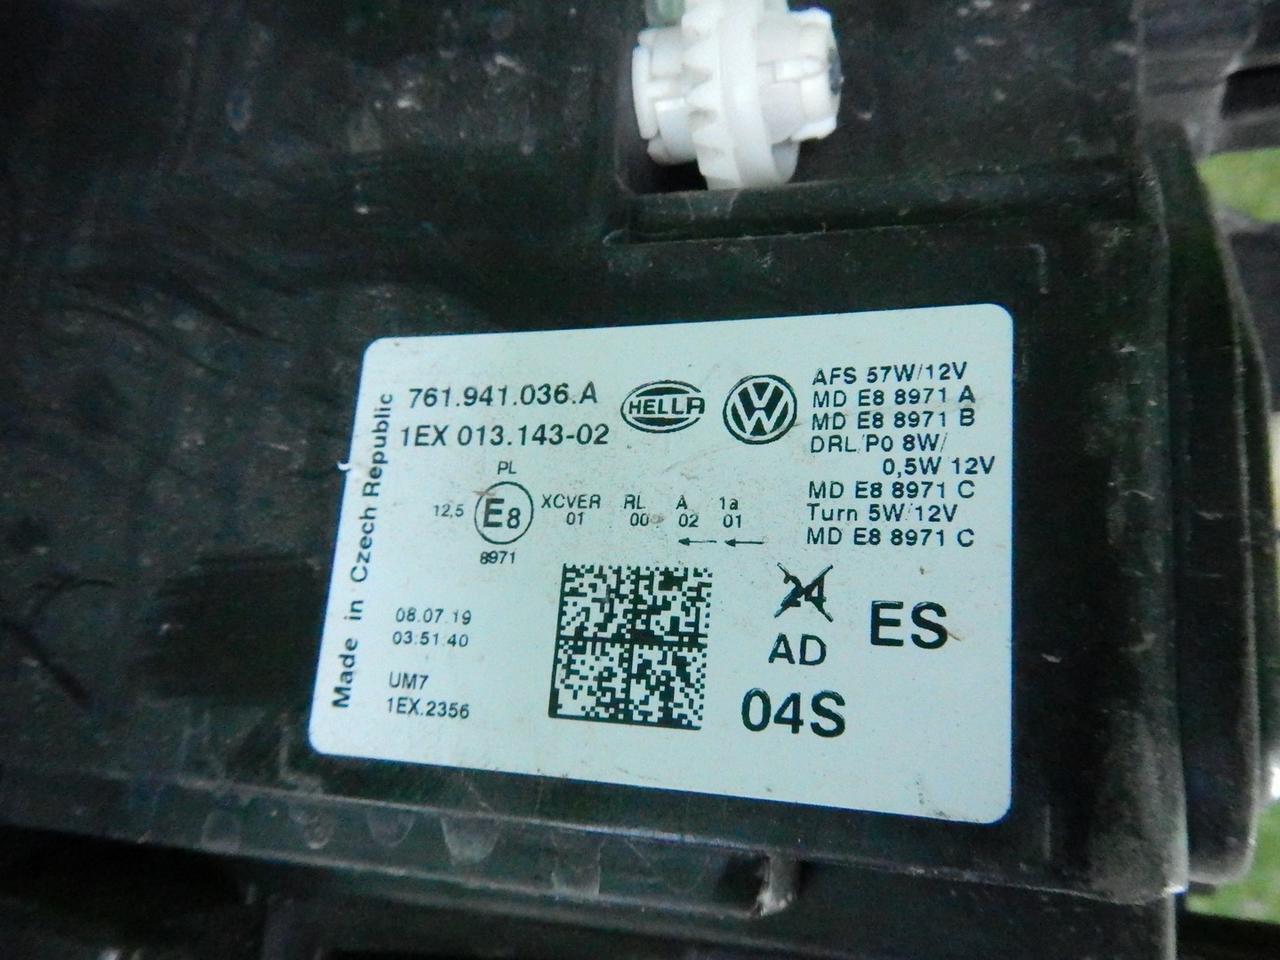 Made in Czech Republic
761.941.036.A
1EX 013.143-02
HELLA
VW
AFS 57W/12V
MD E8 8971 A
MD E8 8971 B
DRL/PO 8W/
0,5W 12V
MD E8 8971 C
Turn 5W/12V
MD E8 8971 C
PL
12,5 E8 XCVER RL A 1a
01 00 02 01
8971
08.07.19
03:51:40
UM7
1EX.2356
24
AD
04S
ES